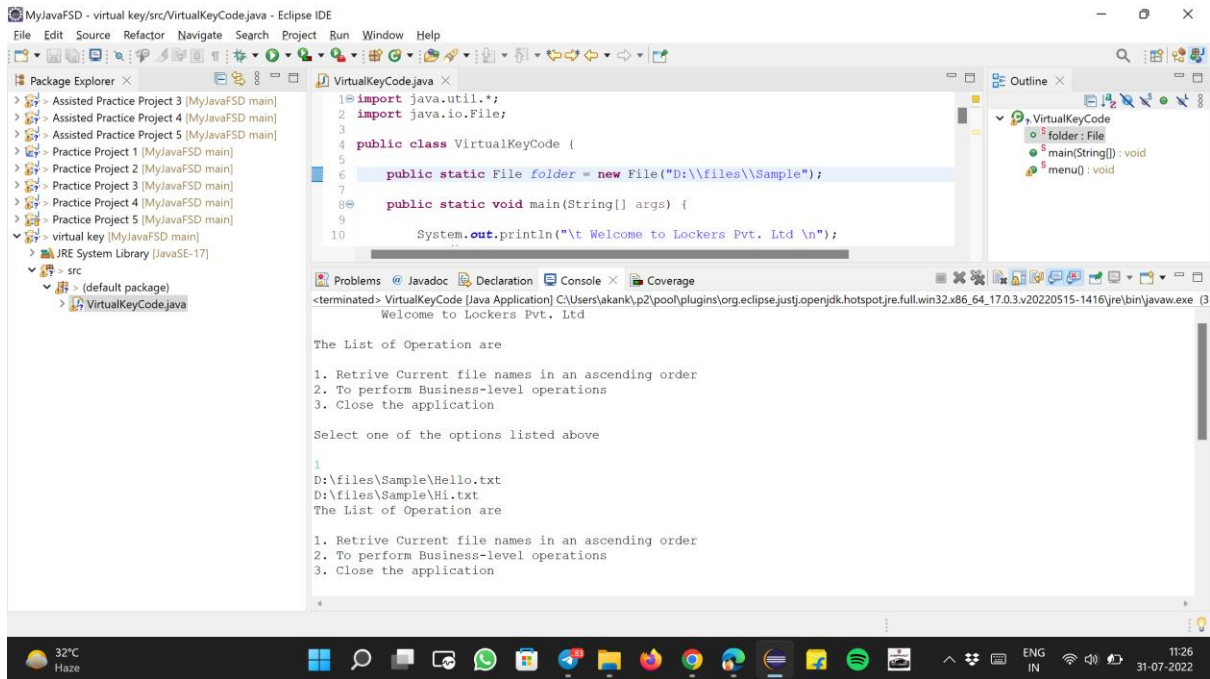 MyJavaFSD - virtual key/src/VirtualKeyCode.java - Eclipse IDE
File Edit Source Refactor Navigate Search Project Run Window Help
Package Explorer
> Assisted Practice Project 3 [MyJavaFSD main]
> Assisted Practice Project 4 [MyJavaFSD main]
> Assisted Practice Project 5 [MyJavaFSD main]
> Practice Project 1 [MyJavaFSD main]
> Practice Project 2 [MyJavaFSD main]
> Practice Project 3 [MyJavaFSD main]
> Practice Project 4 [MyJavaFSD main]
> Practice Project 5 [MyJavaFSD main]
> virtual key [MyJavaFSD main]
JRE System Library [JavaSE-17]
> src
> (default package)
VirtualKeyCode.java
VirtualKeyCode.java
1 import java.util.*;
2 import java.io.File;
3
4 public class VirtualKeyCode {
5
6 public static File folder = new File("D:\\files\\Sample");
7
8 public static void main(String[] args) {
9
10 System.out.println("\t Welcome to Lockers Pvt. Ltd \n");
Outline
VirtualKeyCode
S folder : File
S main(String[]) : void
S menu() : void
Problems @ Javadoc Declaration Console Coverage
<terminated> VirtualKeyCode [Java Application] C:\Users\akank\.p2\pool\plugins\org.eclipse.justj.openjdk.hotspot.jre.full.win32.x86_64_17.0.3.v20220515-1416\jre\bin\javaw.exe (3
Welcome to Lockers Pvt. Ltd
The List of Operation are
1. Retrive Current file names in an ascending order
2. To perform Business-level operations
3. Close the application
Select one of the options listed above
1
D:\files\Sample\Hello.txt
D:\files\Sample\Hi.txt
The List of Operation are
1. Retrive Current file names in an ascending order
2. To perform Business-level operations
3. Close the application
32°C
Haze
83
ENG
IN
11:26
31-07-2022